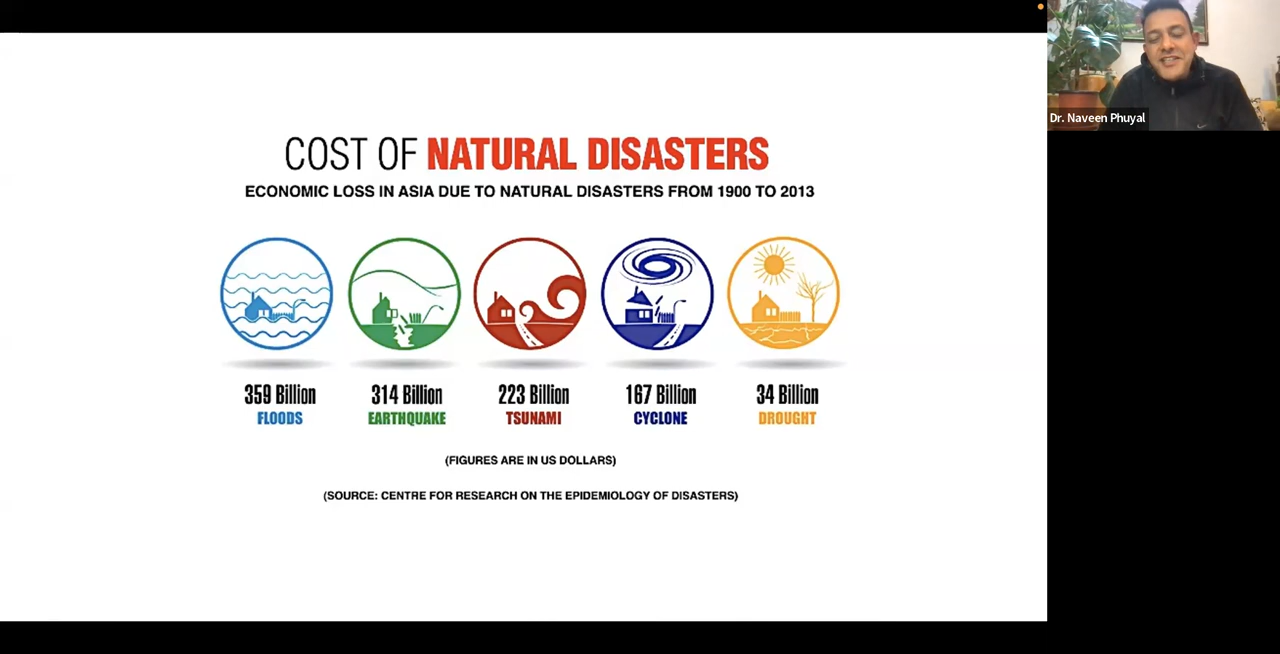 COST OF NATURAL DISASTERS
ECONOMIC LOSS IN ASIA DUE TO NATURAL DISASTERS FROM 1900 TO 2013
359 Billion 314 Billion 223 Billion 167 Billion 34 Billion
FLOODS EARTHQUAKE TSUNAMI CYCLONE DROUGHT
(FIGURES ARE IN US DOLLARS)
(SOURCE: CENTRE FOR RESEARCH ON THE EPIDEMIOLOGY OF DISASTERS)
Dr. Naveen Phuyal